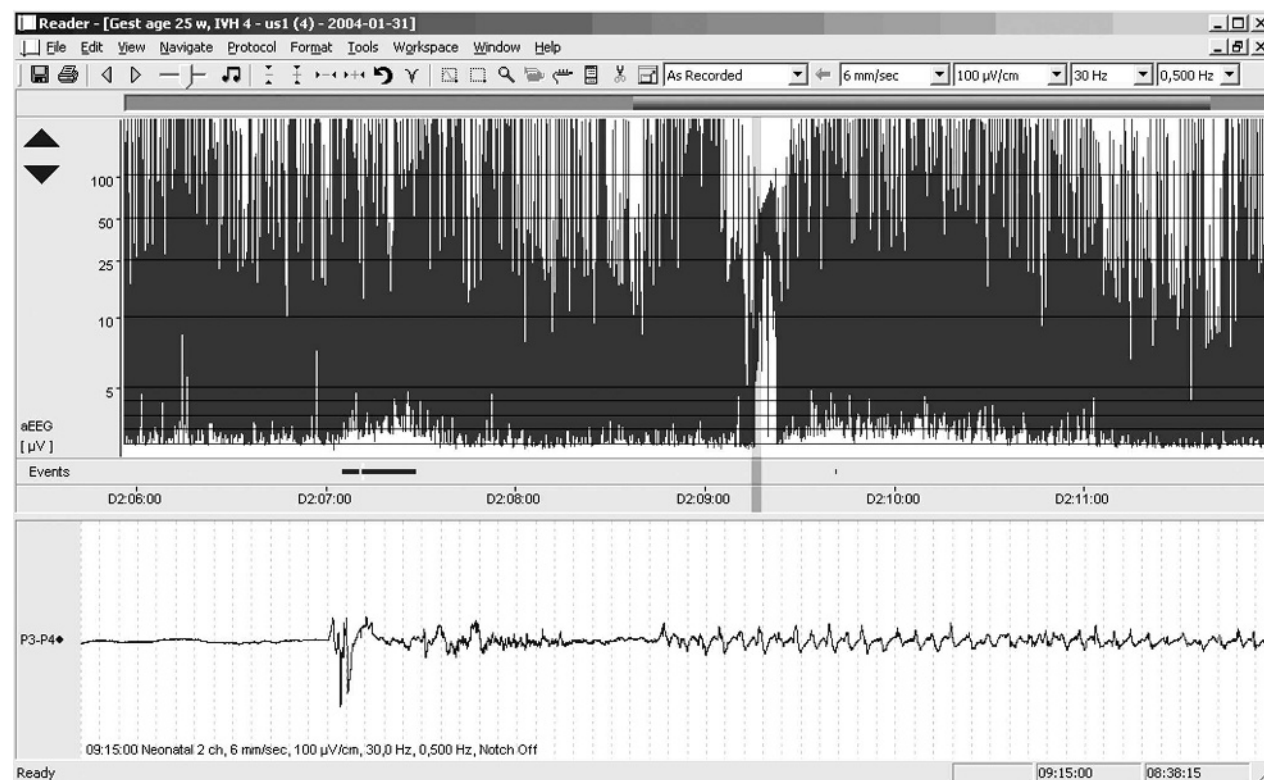 Reader - [Gest age 25 w, IVH 4 - us1 (4) - 2004-01-31]
File Edit View Navigate Protocol Format Tools Workspace Window Help
As Recorded 6 mm/sec 100 µV/cm 30 Hz 0,500 Hz
100
50
25
10
5
aEEG
[µV]
Events
D2:06:00 D2:07:00 D2:08:00 D2:09:00 D2:10:00 D2:11:00
P3-P4
09:15:00 Neonatal 2 ch, 6 mm/sec, 100 µV/cm, 30,0 Hz, 0,500 Hz, Notch Off
Ready 09:15:00 08:38:15